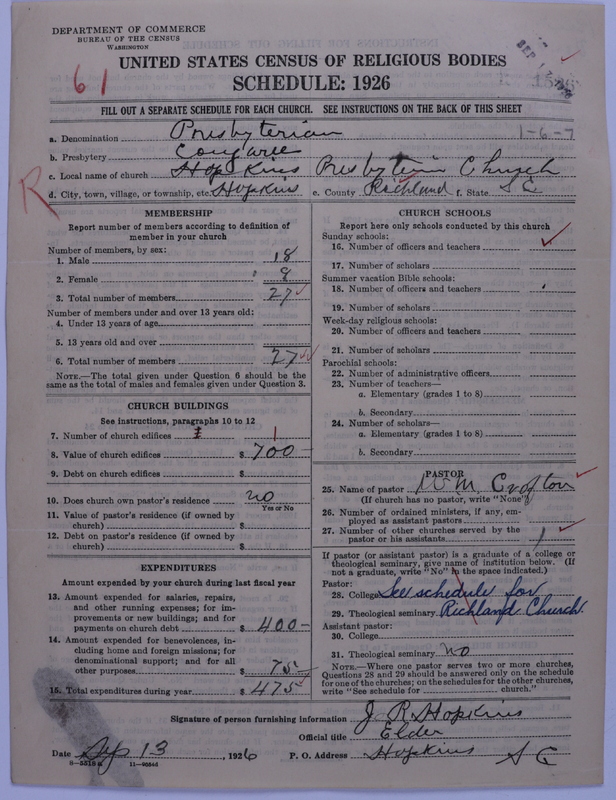 DEPARTMENT OF COMMERCE
BUREAU OF THE CENSUS
WASHINGTON
UNITED STATES CENSUS OF RELIGIOUS BODIES
SCHEDULE: 1926
61
SEP
FILL OUT A SEPARATE SCHEDULE FOR EACH CHURCH. SEE INSTRUCTIONS ON THE BACK OF THIS SHEET
a. Denomination Presbyterian 1-6-7
b. Presbytery Congaree
c. Local name of church Hopkins Presbyterian Church
R
d. City, town, village, or township, etc. Hopkins e. County Richland f. State S C
MEMBERSHIP
Report number of members according to definition of
member in your church
Number of members, by sex:
1. Male 18
2. Female 8
3. Total number of members 27
Number of members under and over 13 years old:
4. Under 13 years of age
5. 13 years old and over
6. Total number of members 27
NOTE.—The total given under Question 6 should be
same as the total of males and females given under Question 3.
CHURCH BUILDINGS
See instructions, paragraphs 10 to 12
7. Number of church edifices 1 1
8. Value of church edifices $ 700–
9. Debt on church edifices $
10. Does church own pastor's residence no
Yes or No
11. Value of pastor's residence (if owned by
church) $
12. Debt on pastor's residence (if owned by
church) $
EXPENDITURES
Amount expended by your church during last fiscal year
13. Amount expended for salaries, repairs,
and other running expenses; for im-
provements or new buildings; and for
payments on church debt $ 400–
14. Amount expended for benevolences, in-
cluding home and foreign missions; for
denominational support; and for all
other purposes $ 75
15. Total expenditures during year $ 475
CHURCH SCHOOLS
Report here only schools conducted by this church
Sunday schools:
16. Number of officers and teachers
17. Number of scholars
Summer vacation Bible schools:
18. Number of officers and teachers
19. Number of scholars
Week-day religious schools:
20. Number of officers and teachers
21. Number of scholars
Parochial schools:
22. Number of administrative officers
23. Number of teachers—
a. Elementary (grades 1 to 8)
b. Secondary
24. Number of scholars—
a. Elementary (grades 1 to 8)
b. Secondary
PASTOR
25. Name of pastor W M Crofton
(If church has no pastor, write "None")
26. Number of ordained ministers, if any, em-
ployed as assistant pastors
27. Number of other churches served by the
pastor or his assistants 1
If pastor (or assistant pastor) is a graduate of a college or
theological seminary, give name of institution below. (If
not a graduate, write "No" in the space indicated.)
Pastor:
28. College See schedule for
29. Theological seminary Richland Church.
Assistant pastor:
30. College
31. Theological seminary no
NOTE.—Where one pastor serves two or more churches,
Questions 28 and 29 should be answered only on the schedule
for one of the churches; on the schedules for the other churches,
write "See schedule for church."
Signature of person furnishing information J R Hopkins
Official title Elder
Date Sep 13, 1926 P. O. Address Hopkins S C
8-5518a 11-9564d